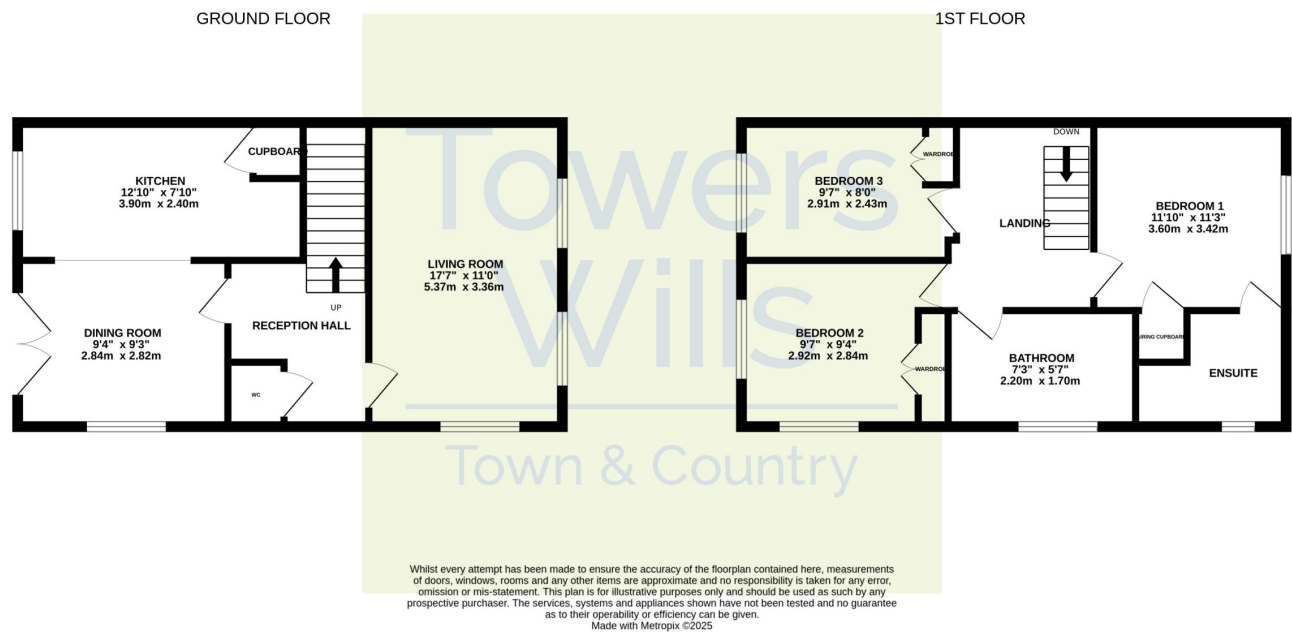 GROUND FLOOR
1ST FLOOR
KITCHEN
12'10" x 7'10"
3.90m x 2.40m
CUPBOARD
UP
LIVING ROOM
17'7" x 11'0"
5.37m x 3.36m
DINING ROOM
9'4" x 9'3"
2.84m x 2.82m
RECEPTION HALL
WC
BEDROOM 3
9'7" x 8'0"
2.91m x 2.43m
WARDROB
DOWN
LANDING
BEDROOM 1
11'10" x 11'3"
3.60m x 3.42m
BEDROOM 2
9'7" x 9'4"
2.92m x 2.84m
WARDROB
BATHROOM
7'3" x 5'7"
2.20m x 1.70m
IRING CUPBOARD
ENSUITE
Towers
Wills
Town & Country
Whilst every attempt has been made to ensure the accuracy of the floorplan contained here, measurements
of doors, windows, rooms and any other items are approximate and no responsibility is taken for any error,
omission or mis-statement. This plan is for illustrative purposes only and should be used as such by any
prospective purchaser. The services, systems and appliances shown have not been tested and no guarantee
as to their operability or efficiency can be given.
Made with Metropix ©2025